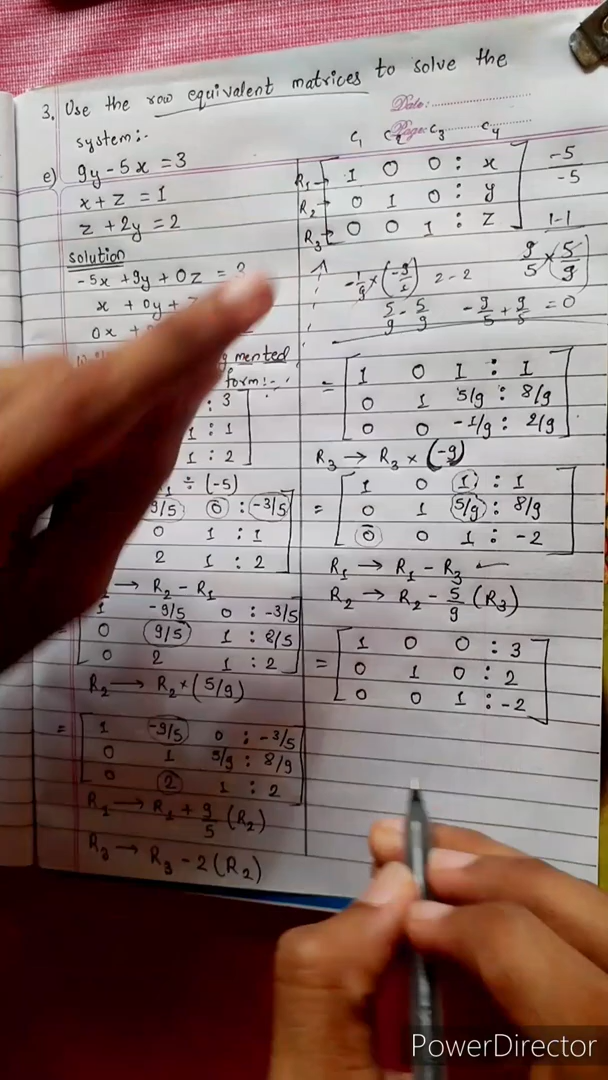 3. Use the row equivalent matrices to solve the
Date:
system:-
Page:
e) 9y - 5x = 3
x + z = 1
z + 2y = 2
Solution
-5x + 9y + 0z =
x + 0y +
0x +
mented
form:-
: 3
1 : 1
1 : 2
÷ (-5)
9/5 0 : -3/5
0 1 : 1
2 1 : 2
→ R2 - R1
= 1 -9/5 0 : -3/5
0 9/5 1 : 8/5
0 2 1 : 2
R2 → R2 × (5/9)
= 1 -9/5 0 : -3/5
0 1 5/9 : 8/9
0 2 1 : 2
R1 → R1 + 9/5 (R2)
R3 → R3 - 2 (R2)
C1 C2 C3 C4
R1 → 1 0 0 : x
R2 → 0 1 0 : y
R3 → 0 0 1 : z
-5/-5
1-1
-1/9 × (-9/1) 2 - 2 9/5 × (5/9)
5/9 - 5/9 -9/5 + 9/5 = 0
= 1 0 1 : 1
0 1 5/9 : 8/9
0 0 -1/9 : 2/9
R3 → R3 × (-9)
= 1 0 1 : 1
0 1 5/9 : 8/9
0 0 1 : -2
R1 → R1 - R3
R2 → R2 - 5/9 (R3)
= 1 0 0 : 3
0 1 0 : 2
0 0 1 : -2
PowerDirector